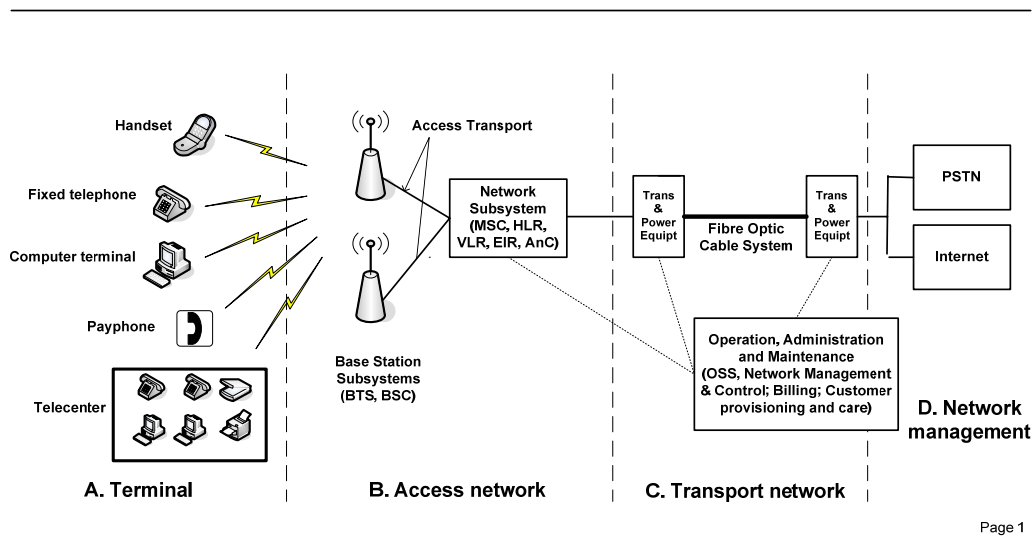 Handset
Fixed telephone
Computer terminal
Payphone
Telecenter
A. Terminal
Access Transport
Network
Subsystem
(MSC, HLR,
VLR, EIR, AnC)
Base Station
Subsystems
(BTS, BSC)
B. Access network
Trans
&
Power
Equipt
Fibre Optic
Cable System
Trans
&
Power
Equipt
Operation, Administration
and Maintenance
(OSS, Network Management
& Control; Billing; Customer
provisioning and care)
C. Transport network
PSTN
Internet
D. Network
management
Page 1